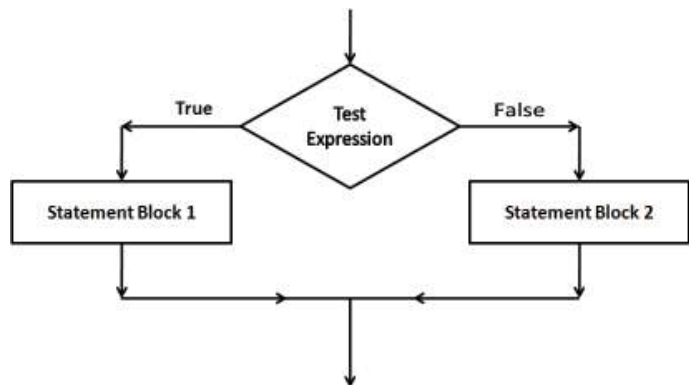 True
Test
Expression
False
Statement Block 1
Statement Block 2